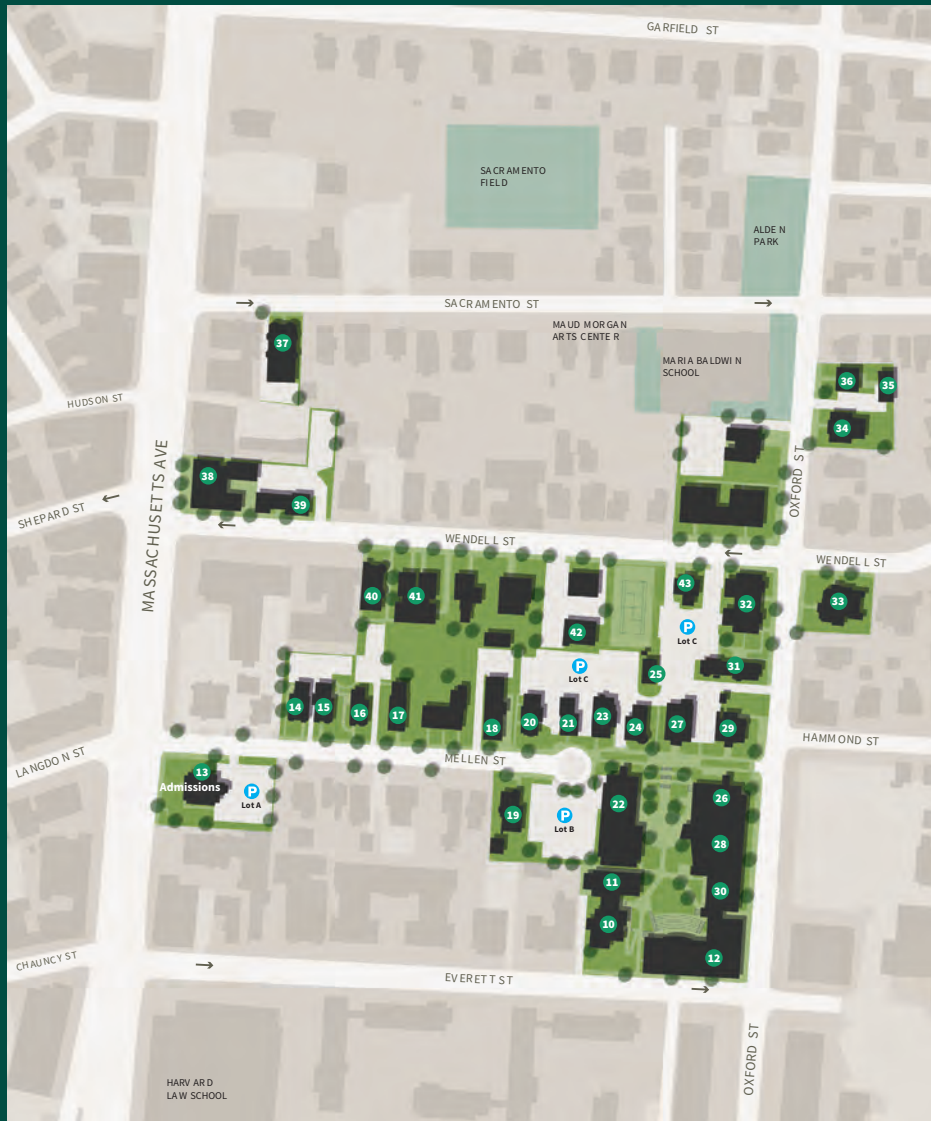 GARFIELD ST
SACRAMENTO
FIELD
ALDEN
PARK
→
SACRAMENTO ST
→
MAUD MORGAN
ARTS CENTER
37
MARIA BALDWIN
SCHOOL
36
35
HUDSON ST
34
MASSACHUSETTS AVE
OXFORD ST
38
39
←
SHEPARD ST
←
WENDELL ST
←
WENDELL ST
40
41
43
32
33
42
P
Lot C
P
Lot C
31
25
14
15
16
17
18
20
21
23
24
27
29
HAMMOND ST
LANGDON ST
MELLEN ST
13
Admissions
P
Lot A
19
P
Lot B
22
26
28
11
30
10
12
CHAUNCY ST
→
EVERETT ST
→
OXFORD ST
HARVARD
LAW SCHOOL